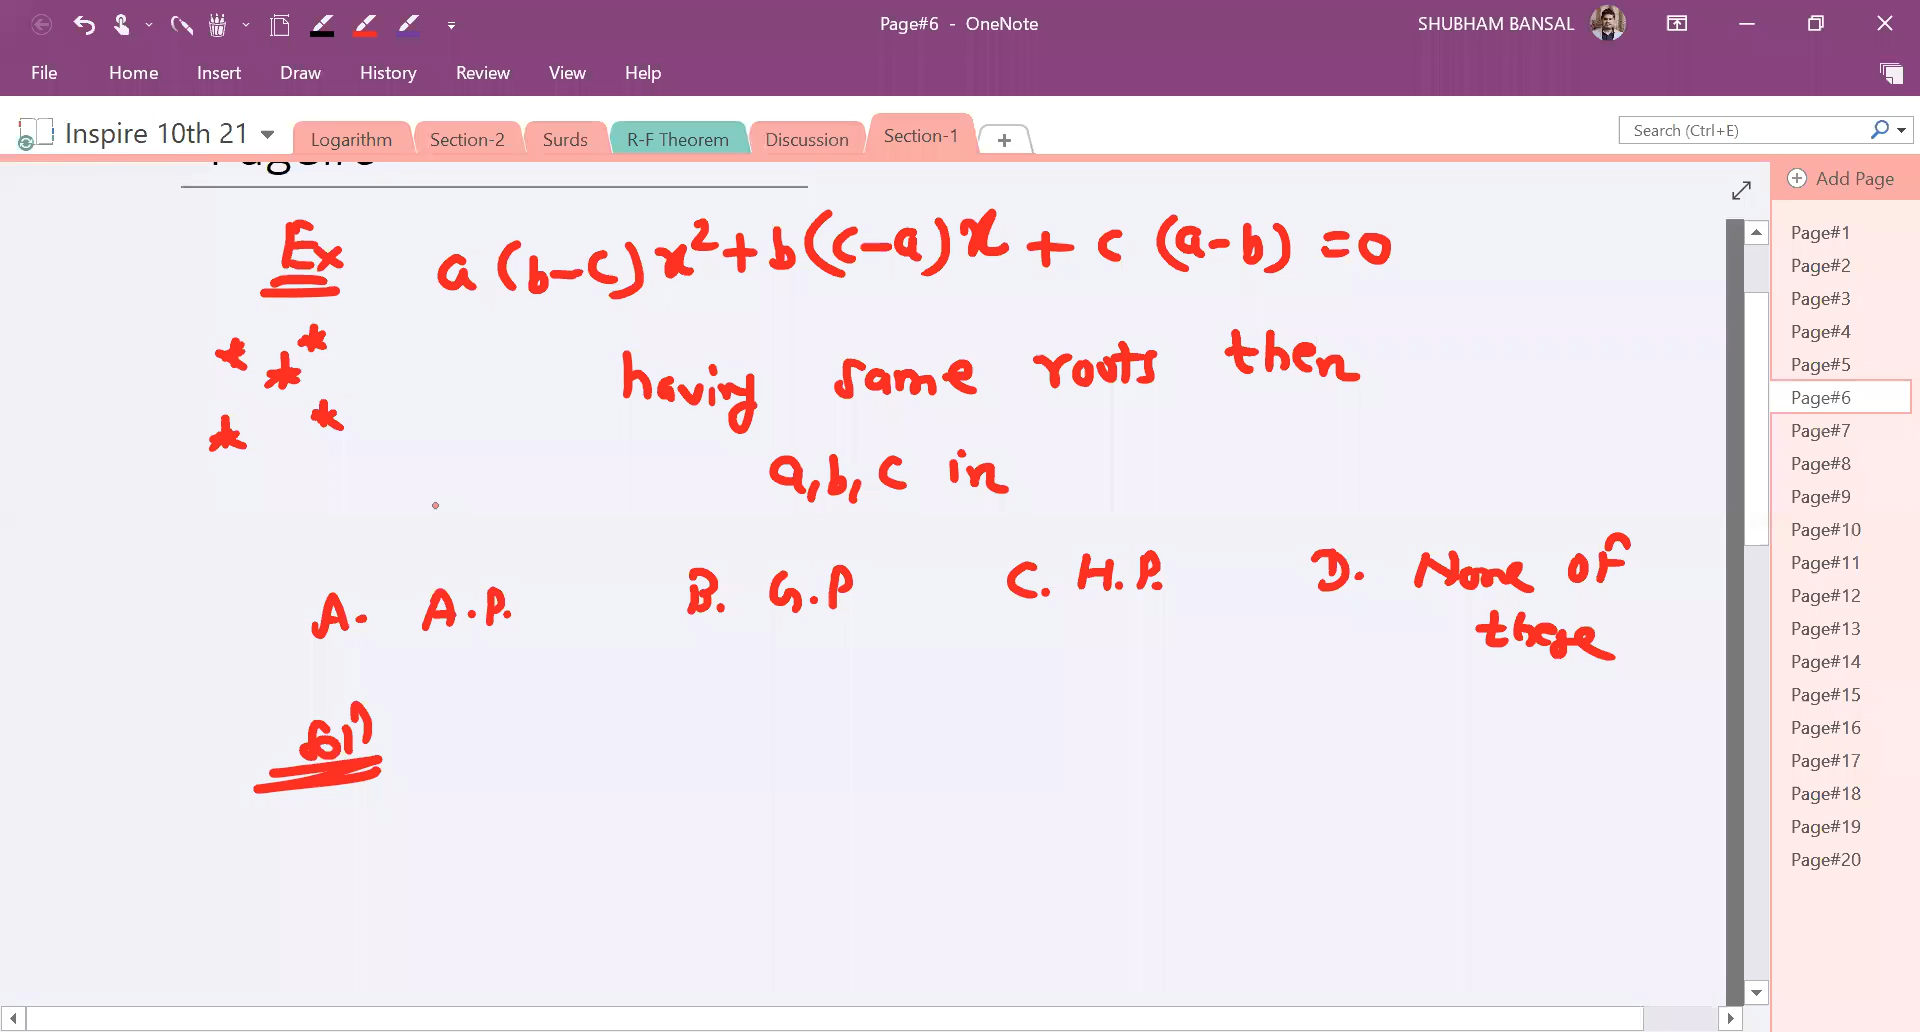 Page#6 - OneNote
SHUBHAM BANSAL
File Home Insert Draw History Review View Help
Inspire 10th 21
Logarithm Section-2 Surds R-F Theorem Discussion Section-1 +
Search (Ctrl+E)
Add Page
Ex a(b-c)x²+b(c-a)x + c (a-b) =0
having same roots then
a,b,c in
A. A.P. B. G.P C. H.P. D. None of
these
Solⁿ
Page#1
Page#2
Page#3
Page#4
Page#5
Page#6
Page#7
Page#8
Page#9
Page#10
Page#11
Page#12
Page#13
Page#14
Page#15
Page#16
Page#17
Page#18
Page#19
Page#20